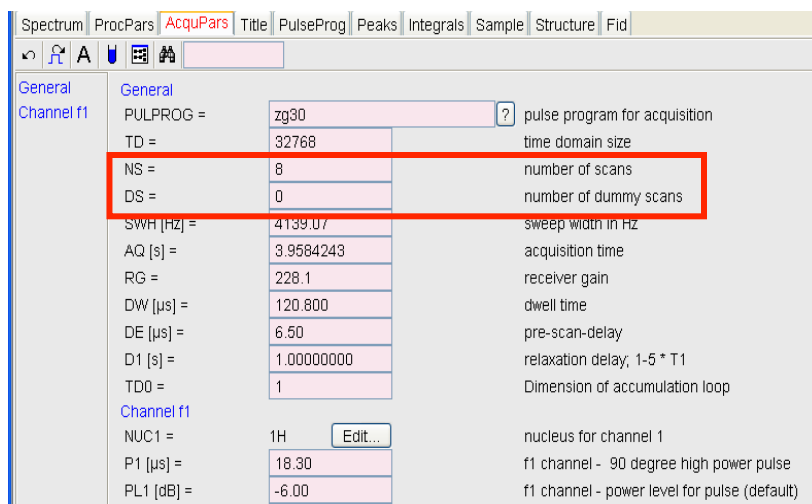 Spectrum ProcPars AcquPars Title PulseProg Peaks Integrals Sample Structure Fid
A
General General
Channel f1 PULPROG = zg30 ? pulse program for acquisition
TD = 32768 time domain size
NS = 8 number of scans
DS = 0 number of dummy scans
SWH [Hz] = 4139.07 sweep width in Hz
AQ [s] = 3.9584243 acquisition time
RG = 228.1 receiver gain
DW [µs] = 120.800 dwell time
DE [µs] = 6.50 pre-scan-delay
D1 [s] = 1.00000000 relaxation delay; 1-5 * T1
TD0 = 1 Dimension of accumulation loop
Channel f1
NUC1 = 1H Edit... nucleus for channel 1
P1 [µs] = 18.30 f1 channel - 90 degree high power pulse
PL1 [dB] = -6.00 f1 channel - power level for pulse (default)